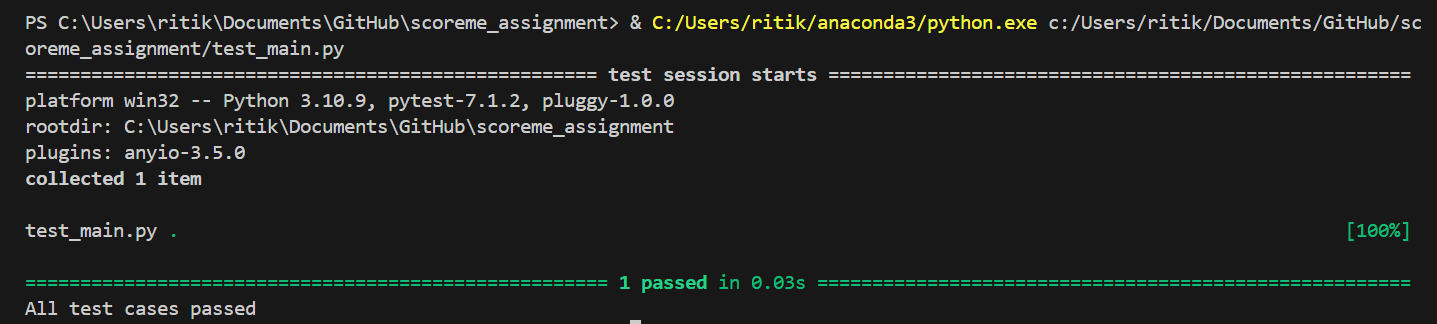 PS C:\Users\ritik\Documents\GitHub\scoreme_assignment> & C:/Users/ritik/anaconda3/python.exe c:/Users/ritik/Documents/GitHub/sc
oreme_assignment/test_main.py
==================================================== test session starts =====================================================
platform win32 -- Python 3.10.9, pytest-7.1.2, pluggy-1.0.0
rootdir: C:\Users\ritik\Documents\GitHub\scoreme_assignment
plugins: anyio-3.5.0
collected 1 item
test_main.py . [100%]
===================================================== 1 passed in 0.03s ======================================================
All test cases passed